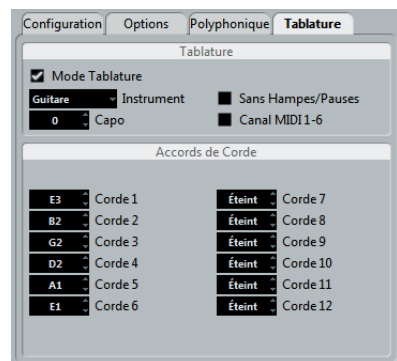 Configuration Options Polyphonique Tablature
Tablature
Mode Tablature
Guitare Instrument Sans Hampes/Pauses
0 Capo Canal MIDI 1-6
Accords de Corde
E3 Corde 1 Éteint Corde 7
B2 Corde 2 Éteint Corde 8
G2 Corde 3 Éteint Corde 9
D2 Corde 4 Éteint Corde 10
A1 Corde 5 Éteint Corde 11
E1 Corde 6 Éteint Corde 12